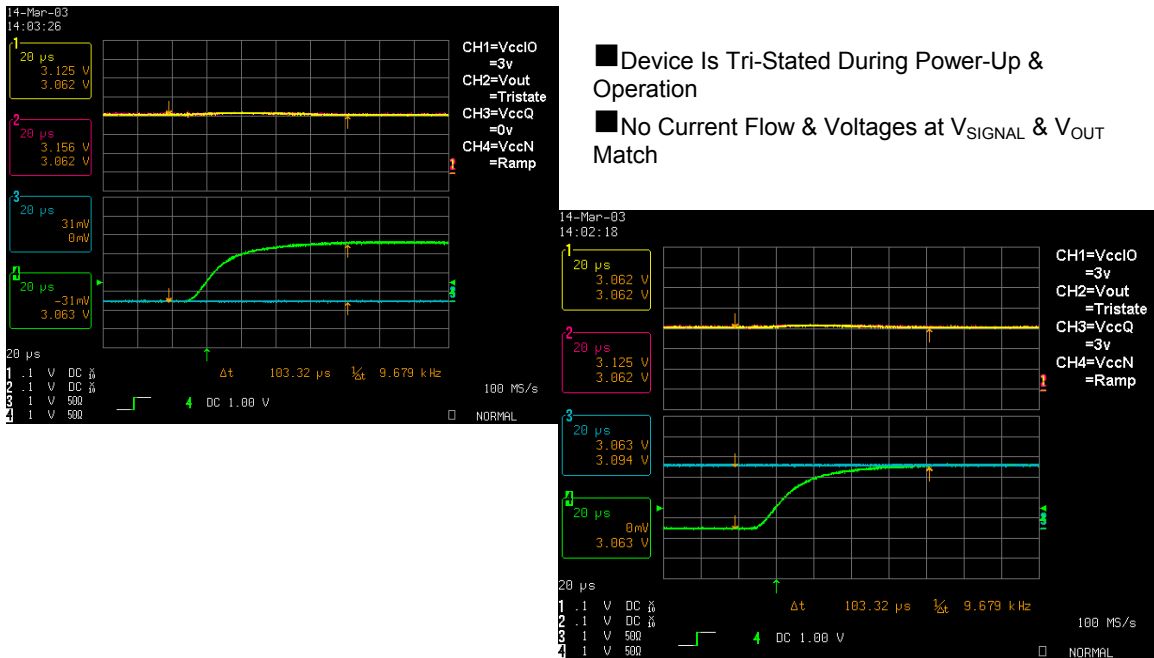 14-Mar-03
14:03:26
1
20 µs
3.125 V
3.062 V
2
20 µs
3.156 V
3.062 V
3
20 µs
31mV
0mV
4
20 µs
-31mV
3.063 V
CH1=VccIO
=3v
CH2=Vout
=Tristate
CH3=VccQ
=0v
CH4=VccN
=Ramp
20 µs
1 .1 V DC
2 .1 V DC
3 1 V 50Ω
4 1 V 50Ω
Δt 103.32 µs 1/Δt 9.679 kHz
4 DC 1.00 V
100 MS/s
NORMAL
■Device Is Tri-Stated During Power-Up &
Operation
■No Current Flow & Voltages at VSIGNAL & VOUT
Match
14-Mar-03
14:02:18
1
20 µs
3.062 V
3.062 V
2
20 µs
3.125 V
3.062 V
3
20 µs
3.063 V
3.094 V
4
20 µs
0mV
3.063 V
CH1=VccIO
=3v
CH2=Vout
=Tristate
CH3=VccQ
=3v
CH4=VccN
=Ramp
20 µs
1 .1 V DC
2 .1 V DC
3 1 V 50Ω
4 1 V 50Ω
Δt 103.32 µs 1/Δt 9.679 kHz
4 DC 1.00 V
100 MS/s
NORMAL